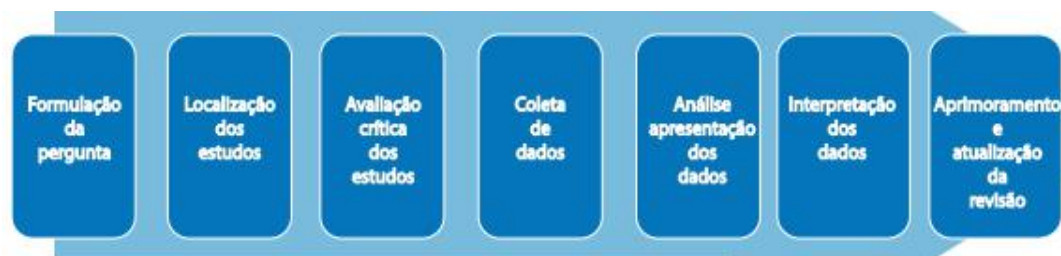 Formulação
da
pergunta
Localização
dos
estudos
Avaliação
crítica
dos
estudos
Coleta
de
dados
Análise
apresentação
dos
dados
Interpretação
dos
dados
Aprimoramento
e
atualização
da
revisão